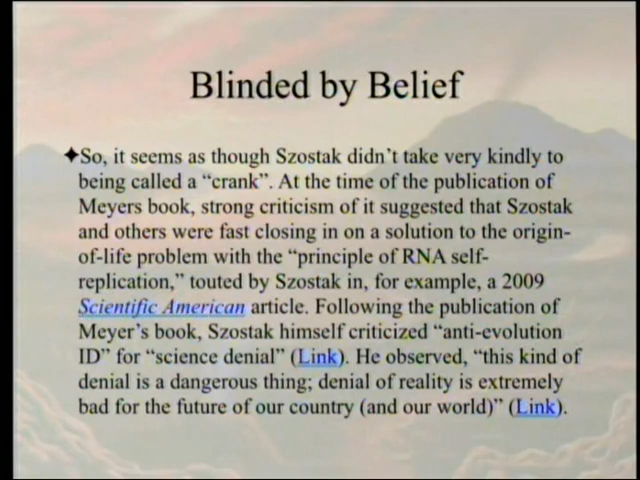 Blinded by Belief
✦So, it seems as though Szostak didn't take very kindly to
being called a “crank”. At the time of the publication of
Meyers book, strong criticism of it suggested that Szostak
and others were fast closing in on a solution to the origin-
of-life problem with the “principle of RNA self-
replication,” touted by Szostak in, for example, a 2009
Scientific American article. Following the publication of
Meyer's book, Szostak himself criticized “anti-evolution
ID” for “science denial” (Link). He observed, “this kind of
denial is a dangerous thing; denial of reality is extremely
bad for the future of our country (and our world)” (Link).